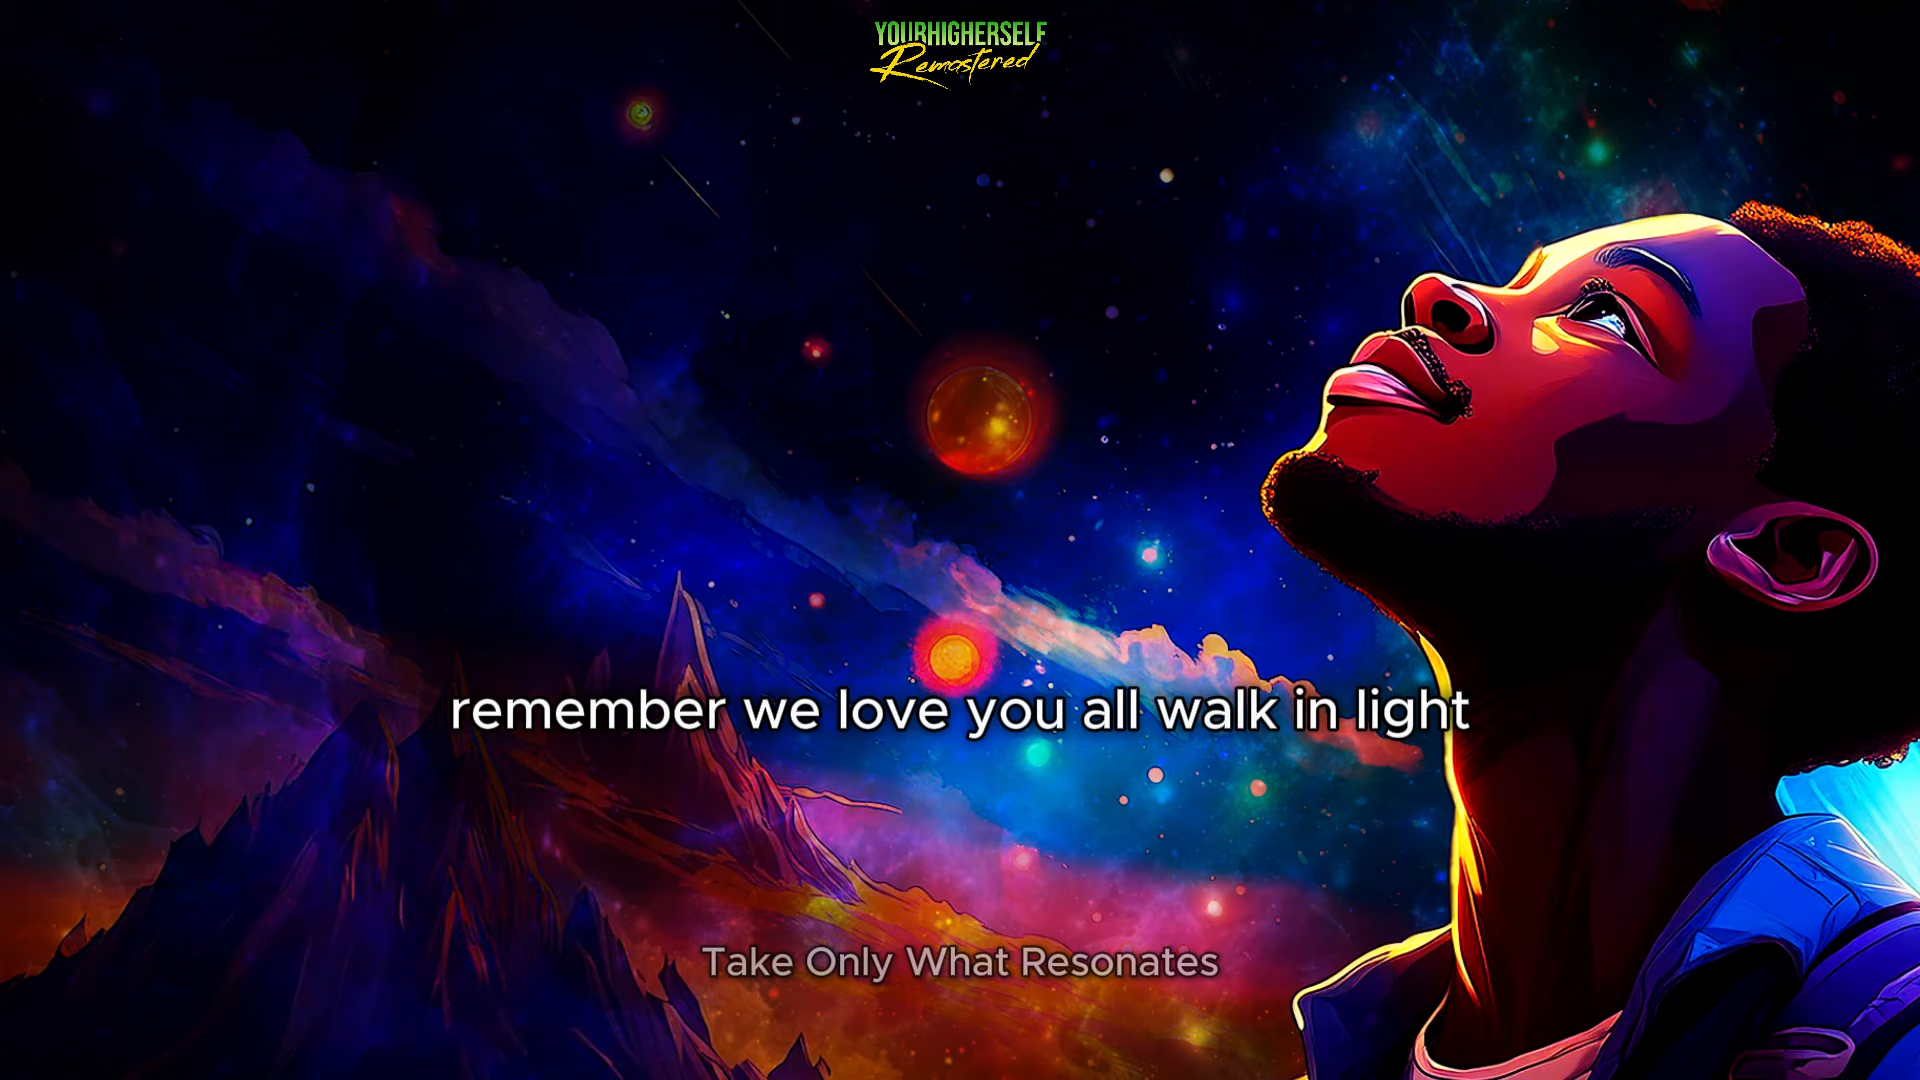 YOURHIGHERSELF
Remastered
remember we love you all walk in light
Take Only What Resonates